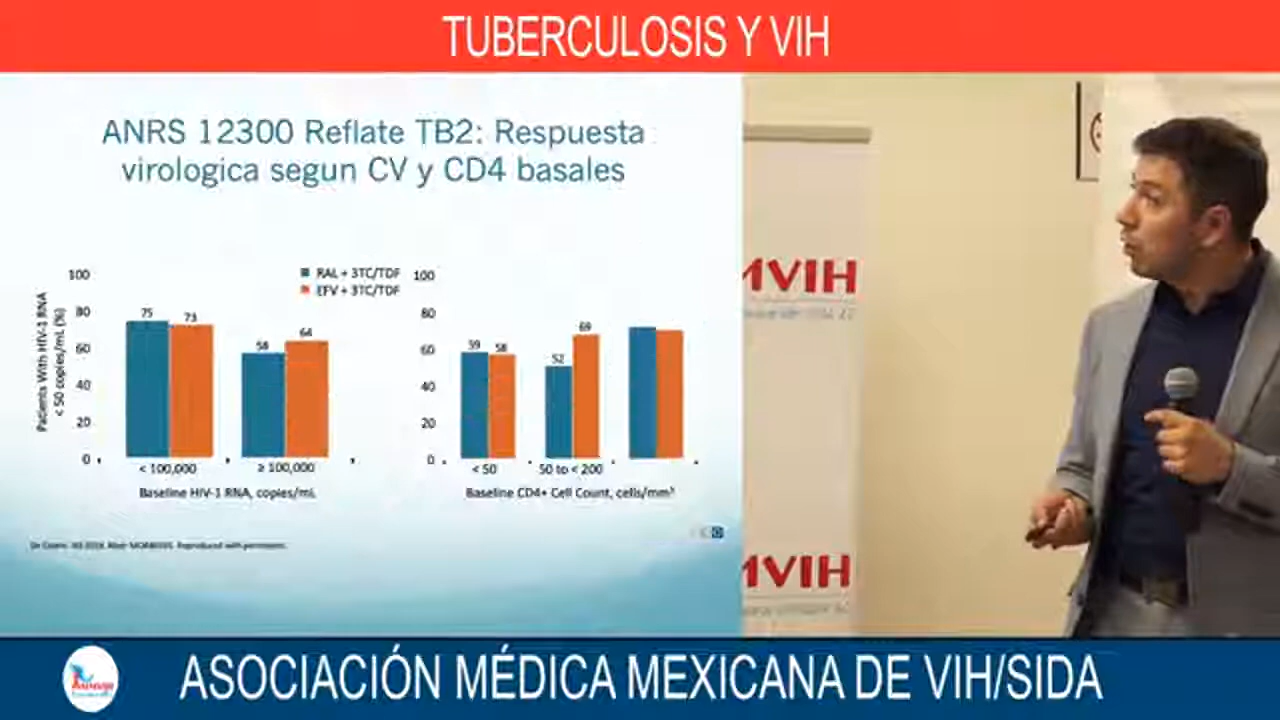 TUBERCULOSIS Y VIH
ANRS 12300 Reflate TB2: Respuesta
virologica segun CV y CD4 basales
Patients With HIV-1 RNA
< 50 copies/mL (%)
100
80
60
40
20
0
75
73
58
64
< 100,000
≥ 100,000
Baseline HIV-1 RNA, copies/mL
RAL + 3TC/TDF
EFV + 3TC/TDF
100
80
60
40
20
0
59
58
52
69
< 50
50 to < 200
Baseline CD4+ Cell Count, cells/mm³
Reproduced with permission.
MVIH
MVIH
ASOCIACIÓN MÉDICA MEXICANA DE VIH/SIDA